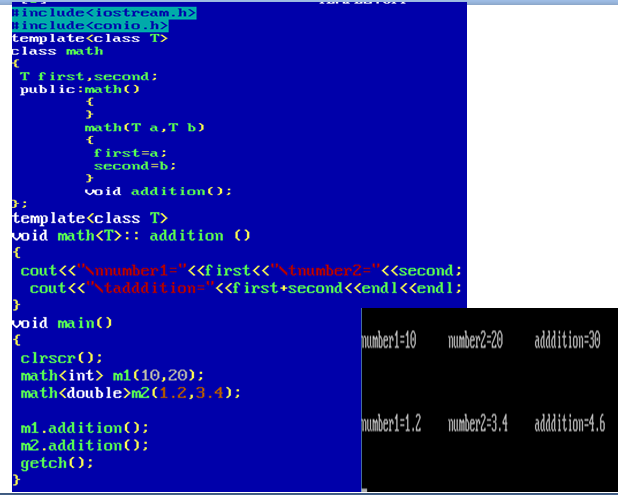 #include<iostream.h>
#include<conio.h>
template<class T>
class math
{
 T first,second;
 public:math()
        {
        }
        math(T a,T b)
        {
         first=a;
         second=b;
        }
        void addition();
};
template<class T>
void math<T>:: addition ()
{
 cout<<"\nnumber1="<<first<<"\tnumber2="<<second;
  cout<<"\tadddition="<<first+second<<endl<<endl;
}
void main()
{
 clrscr();
 math<int> m1(10,20);
 math<double>m2(1.2,3.4);

 m1.addition();
 m2.addition();
 getch();
}
number1=10    number2=20    adddition=30
number1=1.2    number2=3.4    adddition=4.6